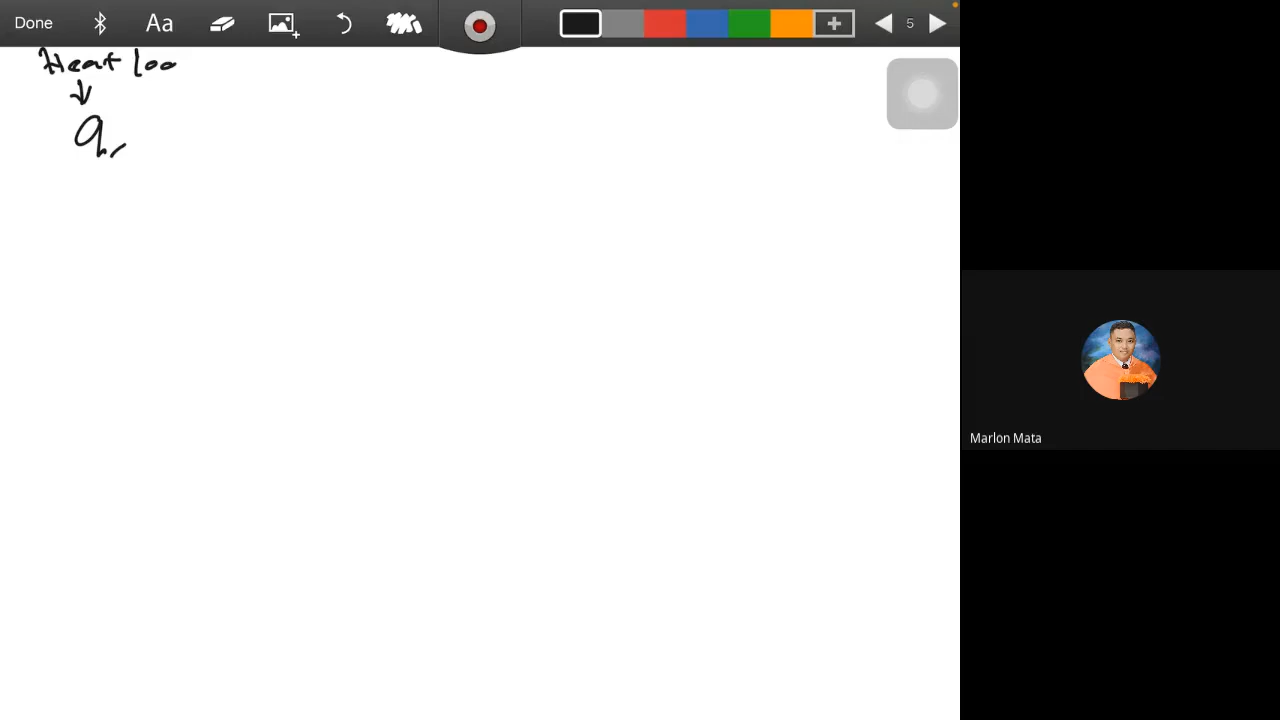 Done Aa 5
Heat loo
↓
q
Marlon Mata